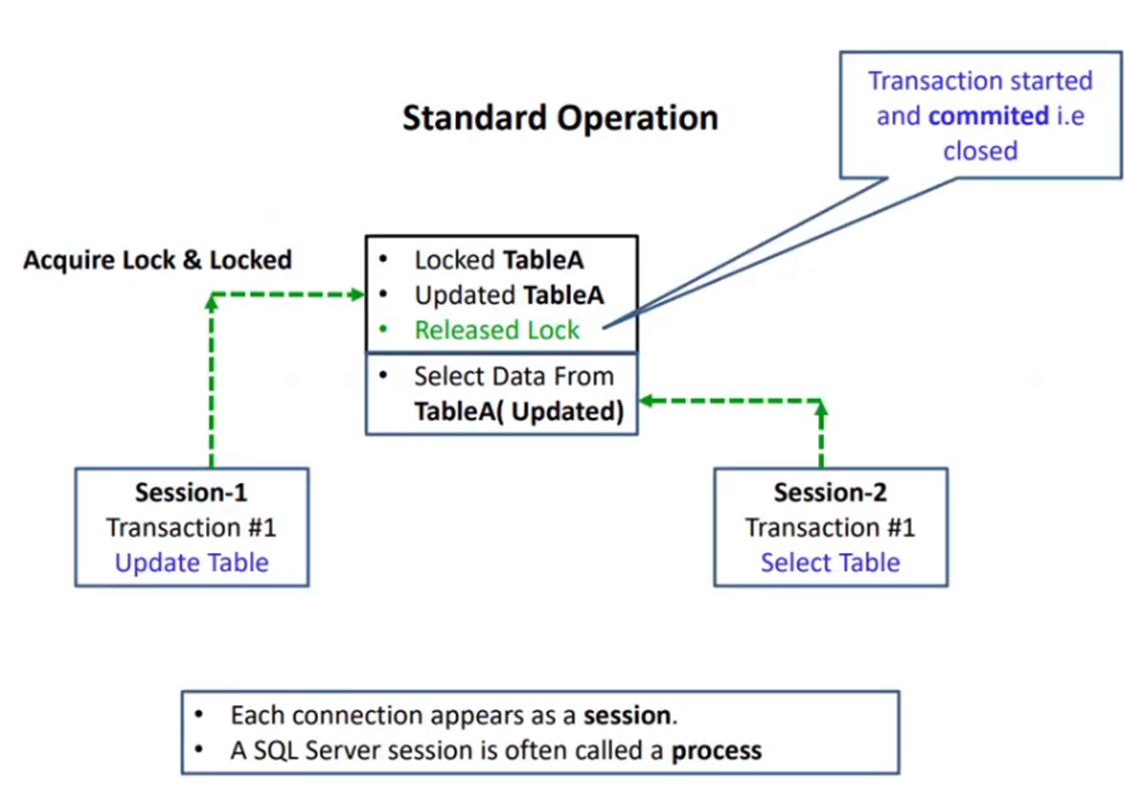 Standard Operation
Transaction started
and commited i.e
closed
Acquire Lock & Locked
• Locked TableA
• Updated TableA
• Released Lock
• Select Data From
TableA( Updated)
Session-1
Transaction #1
Update Table
Session-2
Transaction #1
Select Table
• Each connection appears as a session.
• A SQL Server session is often called a process